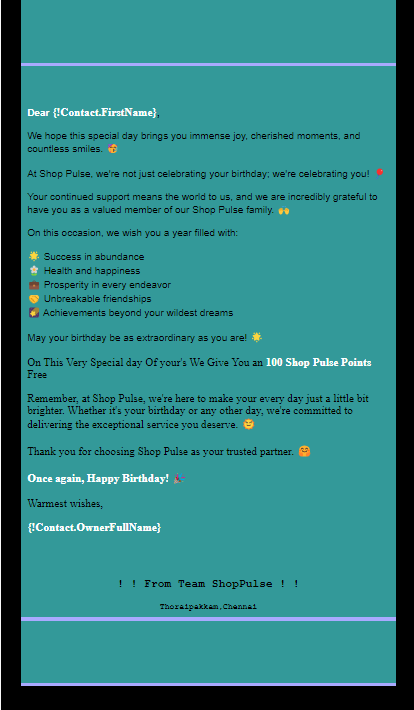 Dear {!Contact.FirstName},
We hope this special day brings you immense joy, cherished moments, and
countless smiles. 🥳
At Shop Pulse, we're not just celebrating your birthday; we're celebrating you! 🎈
Your continued support means the world to us, and we are incredibly grateful to
have you as a valued member of our Shop Pulse family. 🙌
On this occasion, we wish you a year filled with:
🌟 Success in abundance
🌼 Health and happiness
💼 Prosperity in every endeavor
🤝 Unbreakable friendships
🌠 Achievements beyond your wildest dreams
May your birthday be as extraordinary as you are! 🌟
On This Very Special day Of your's We Give You an 100 Shop Pulse Points
Free
Remember, at Shop Pulse, we're here to make your every day just a little bit
brighter. Whether it's your birthday or any other day, we're committed to
delivering the exceptional service you deserve. 😊
Thank you for choosing Shop Pulse as your trusted partner. 🤗
Once again, Happy Birthday! 🎉
Warmest wishes,
{!Contact.OwnerFullName}
! ! From Team ShopPulse ! !
Thoraipakkam,Chennai